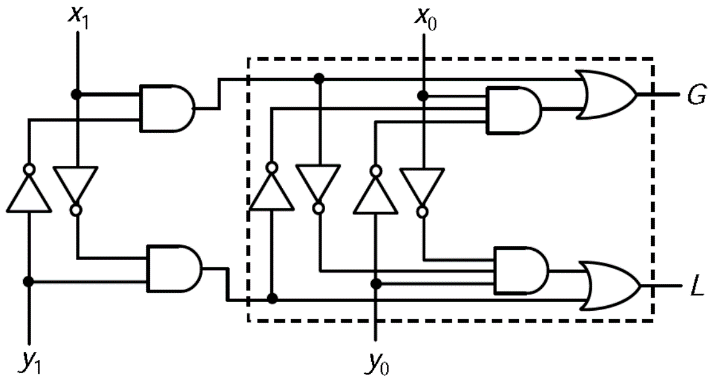 x₁
x₀
G
L
y₁
y₀